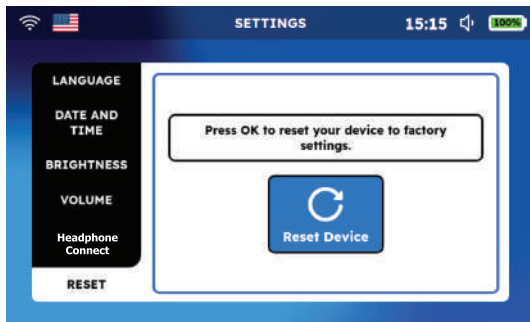 SETTINGS
15:15
100%
LANGUAGE
DATE AND
TIME
BRIGHTNESS
VOLUME
Headphone
Connect
RESET
Press OK to reset your device to factory
settings.
Reset Device